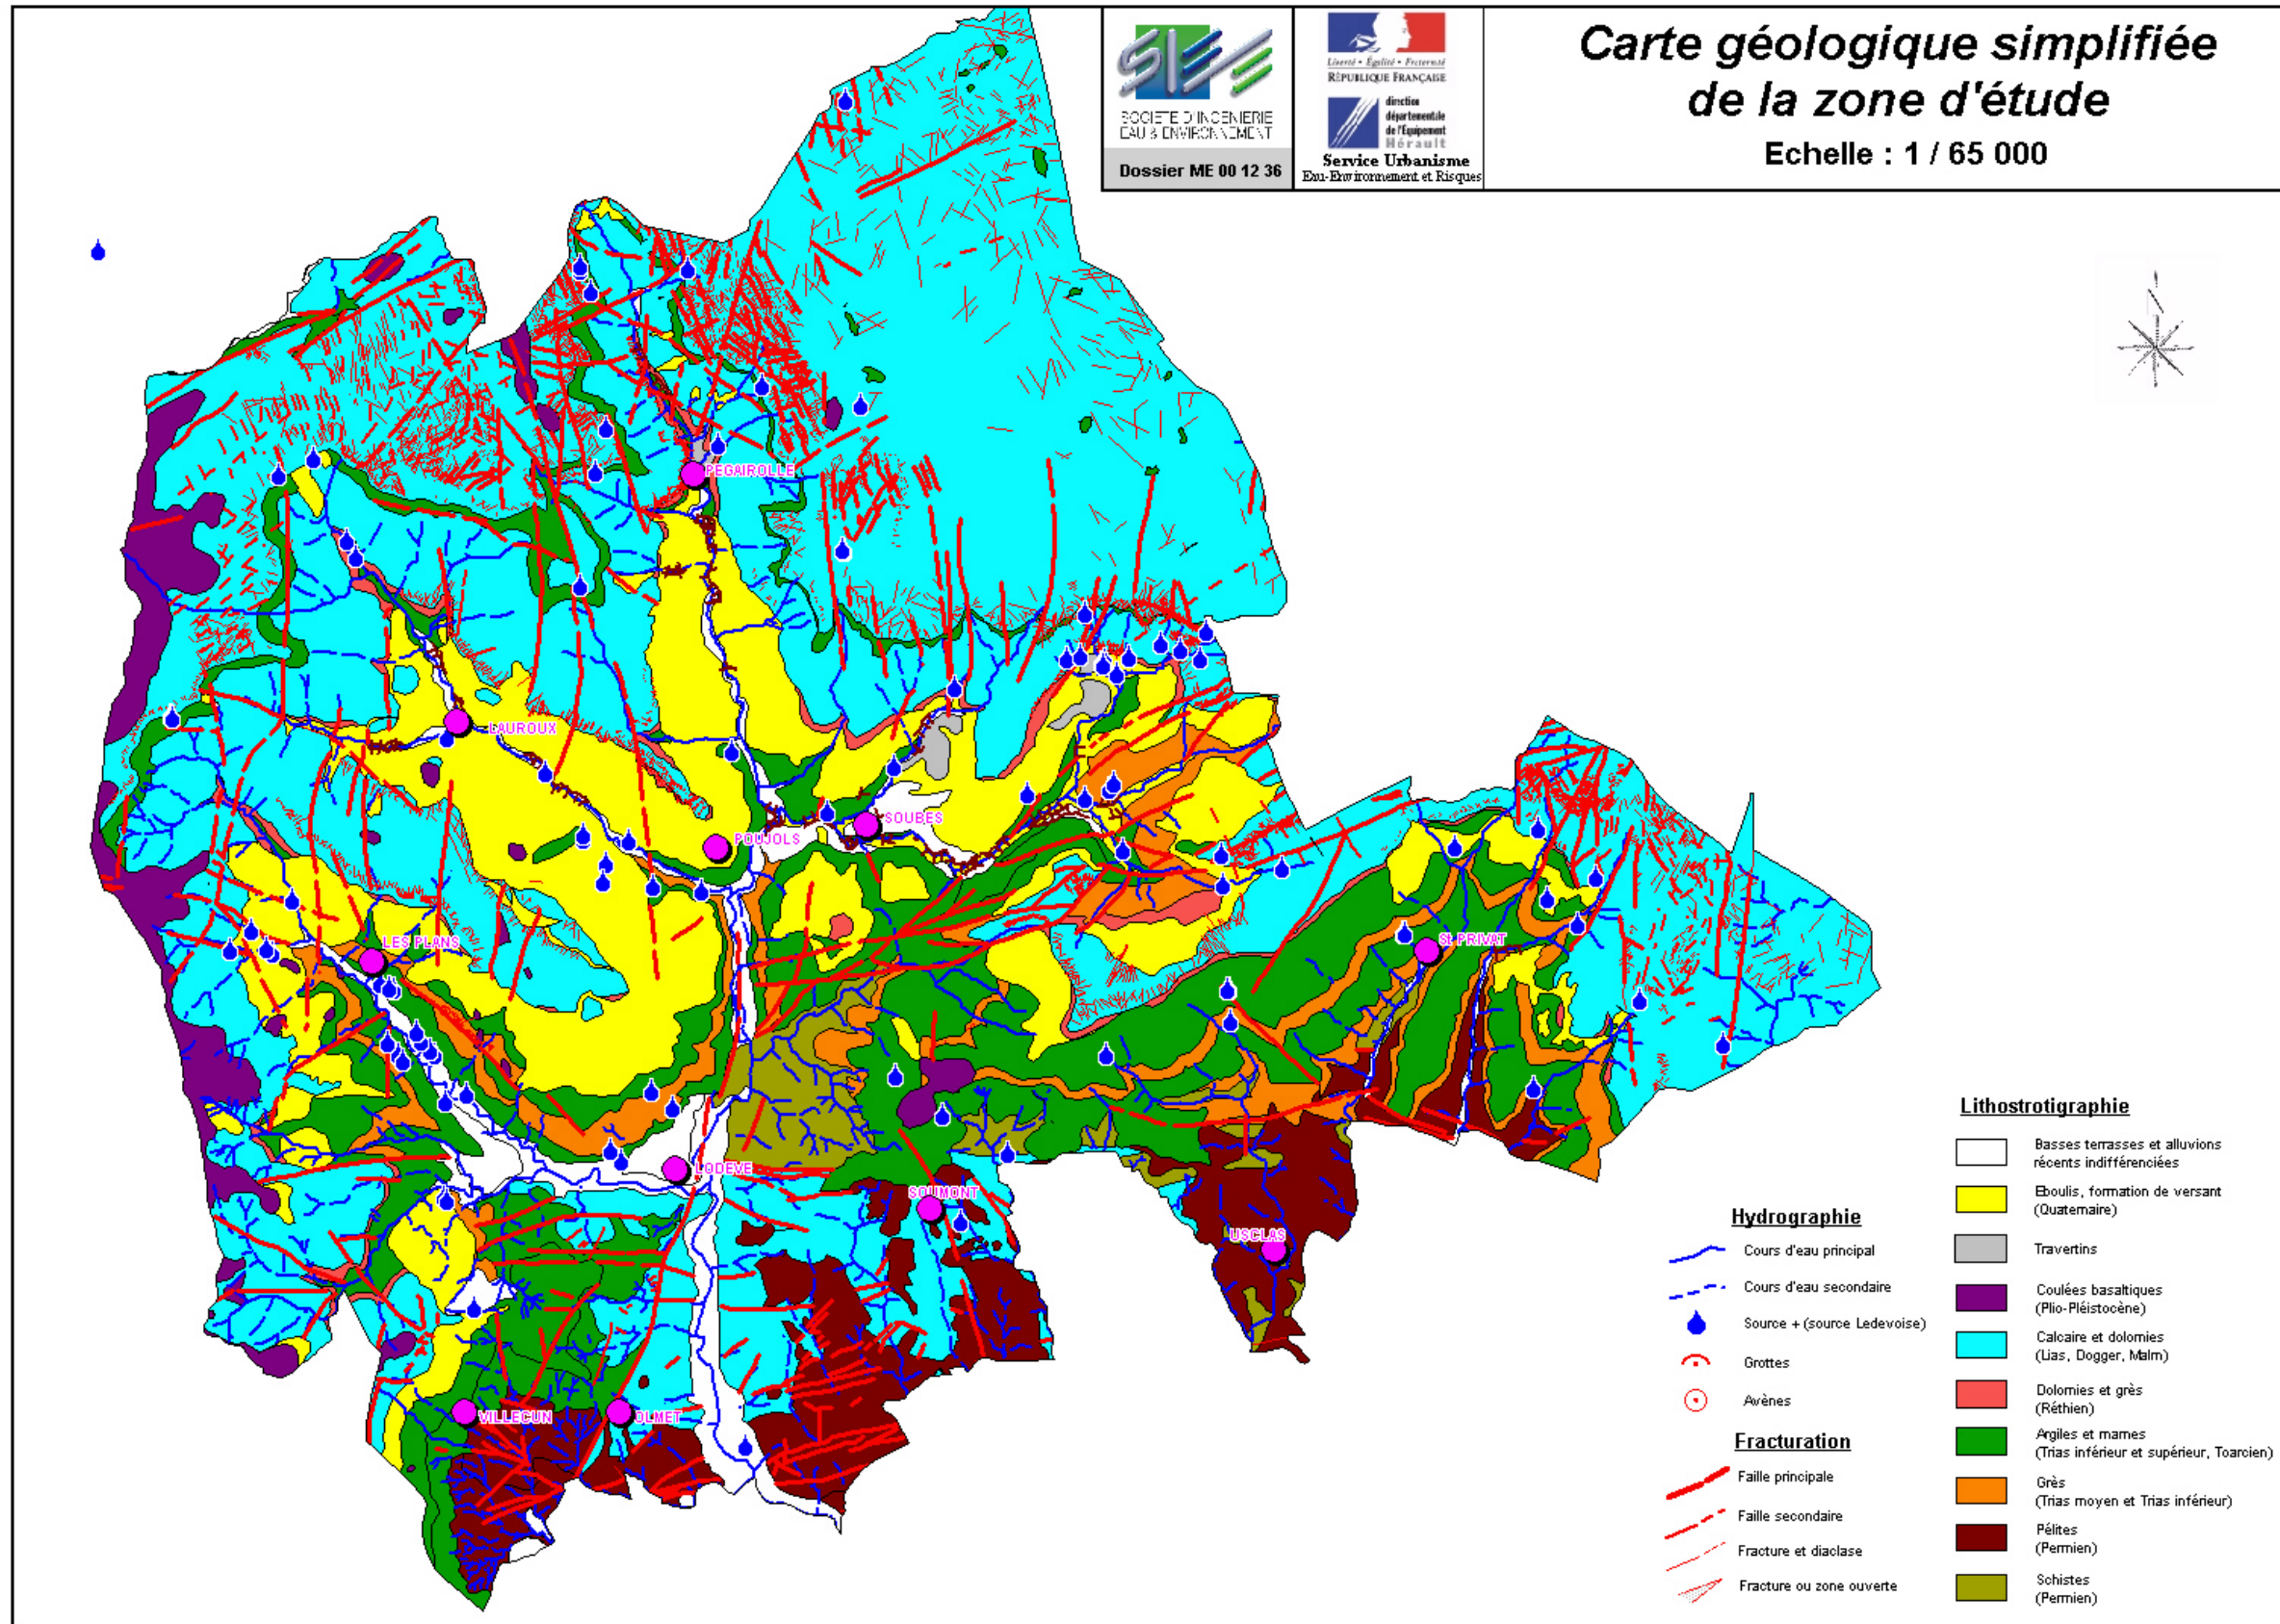 SOCIETE D'INGENIERIE
EAU & ENVIRONNEMENT
Dossier ME 00 12 36
Liberté • Égalité • Fraternité
RÉPUBLIQUE FRANÇAISE
direction
départementale
de l'Equipement
Hérault
Service Urbanisme
Eau-Environnement et Risques
Carte géologique simplifiée
de la zone d'étude
Echelle : 1 / 65 000
PEGAIROLLE
LAUROUX
SOUBES
POUJOLS
LES PLANS
St PRIVAT
LODEVE
SOUMONT
USCLAS
VILLECUN
OLMET
Hydrographie
Cours d'eau principal
Cours d'eau secondaire
Source + (source Ledevoise)
Grottes
Avènes
Fracturation
Faille principale
Faille secondaire
Fracture et diaclase
Fracture ou zone ouverte
Lithostrotigraphie
Basses terrasses et alluvions
récents indifférenciées
Eboulis, formation de versant
(Quaternaire)
Travertins
Coulées basaltiques
(Plio-Pléistocène)
Calcaire et dolomies
(Lias, Dogger, Malm)
Dolomies et grès
(Réthien)
Argiles et marnes
(Trias inférieur et supérieur, Toarcien)
Grès
(Trias moyen et Trias inférieur)
Pélites
(Permien)
Schistes
(Permien)